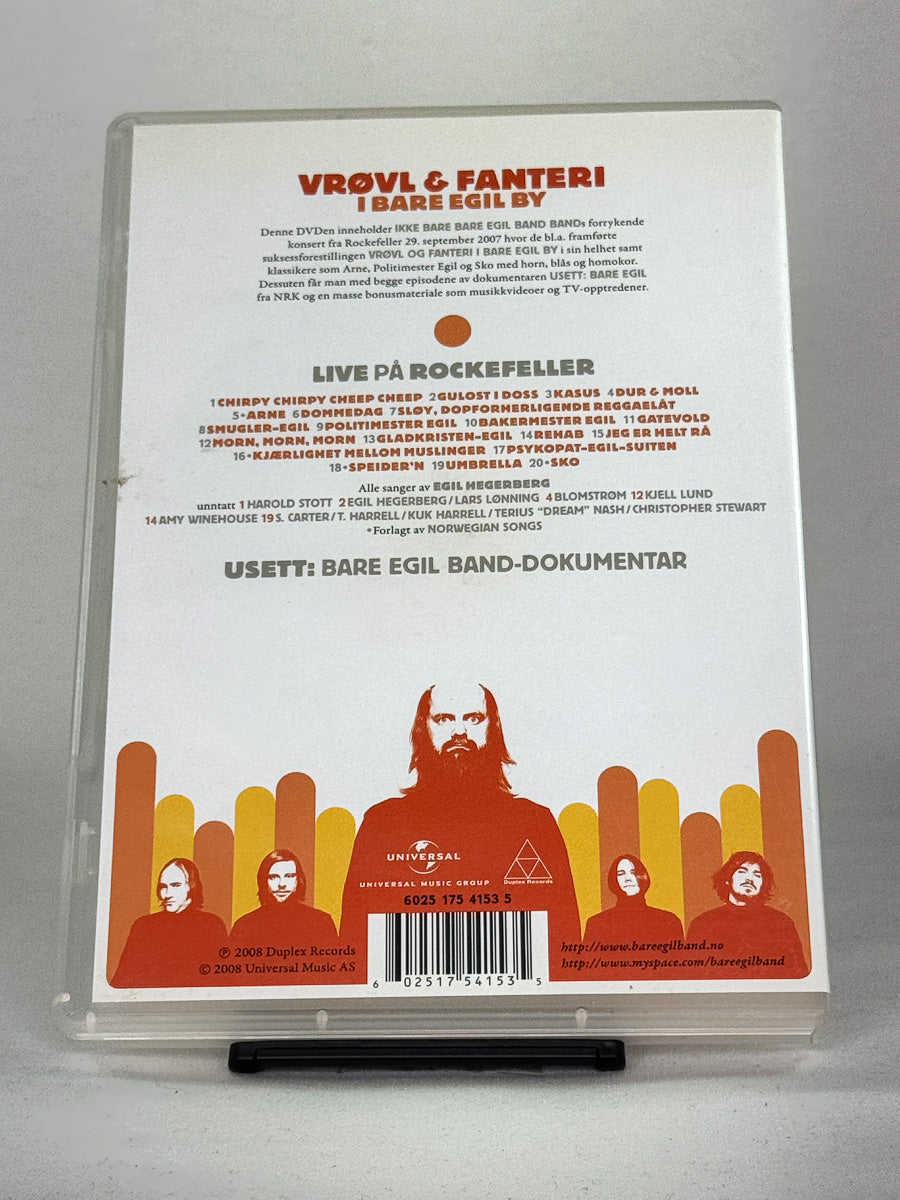 VRØVL & FANTERI
I BARE EGIL BY
Denne DVDen inneholder IKKE BARE BARE EGIL BAND BANDs forrykende
konsert fra Rockefeller 29. september 2007 hvor de bl.a. framførte
suksessforestillingen VRØVL OG FANTERI I BARE EGIL BY i sin helhet samt
klassikere som Arne, Politimester Egil og Sko med horn, blås og homokor.
Dessuten får man med begge episodene av dokumentaren USETT: BARE EGIL
fra NRK og en masse bonusmateriale som musikkvideoer og TV-opptredener.
LIVE PÅ ROCKEFELLER
1 CHIRPY CHIRPY CHEEP CHEEP 2 GULOST I DOSS 3 KASUS 4 DUR & MOLL
5• ARNE 6 DOMMEDAG 7 SLØY, DOPFORHERLIGENDE REGGAELÅT
8 SMUGLER-EGIL 9 POLITIMESTER EGIL 10 BAKERMESTER EGIL 11 GATEVOLD
12 MORN, MORN, MORN 13 GLADKRISTEN-EGIL 14 REHAB 15 JEG ER HELT RÅ
16•KJÆRLIGHET MELLOM MUSLINGER 17 PSYKOPAT-EGIL-SUITEN
18•SPEIDER'N 19 UMBRELLA 20•SKO
Alle sanger av EGIL HEGERBERG
unntatt 1 HAROLD STOTT 2 EGIL HEGERBERG/LARS LØNNING 4 BLOMSTRØM 12 KJELL LUND
14 AMY WINEHOUSE 19 S. CARTER/T. HARRELL/KUK HARRELL/TERIUS "DREAM" NASH/CHRISTOPHER STEWART
•Forlagt av NORWEGIAN SONGS
USETT: BARE EGIL BAND-DOKUMENTAR
UNIVERSAL
UNIVERSAL MUSIC GROUP
Duplex Records
6025 175 4153 5
℗ 2008 Duplex Records
© 2008 Universal Music AS
6 02517 54153 5
http://www.bareegilband.no
http://www.myspace.com/bareegilband